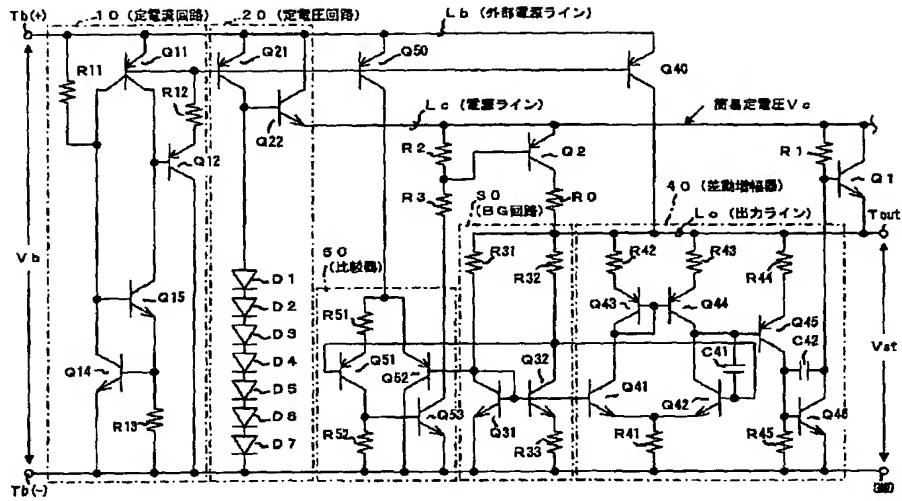 Tb(+)
10 (定電流回路)
20 (定電圧回路)
Lb (外部電源ライン)
Q11
Q21
Q50
Q40
R11
R12
Q22
Lc (電源ライン)
簡易定電圧Vc
Q12
R2
Q2
R1
Q1
R3
30
(BG回路)
R0
40 (差動増幅器)
Lo (出力ライン)
Tout
Vb
R31
R32
R42
R43
R44
(比較器)
D1
D2
D3
D4
D5
D6
D7
Q15
Q14
R13
R51
Q51
Q52
R52
Q53
Q31
Q32
R33
Q43
Q44
Q45
C41
C42
Q41
Q42
Q46
R41
R45
Vst
Tb(-)
GND